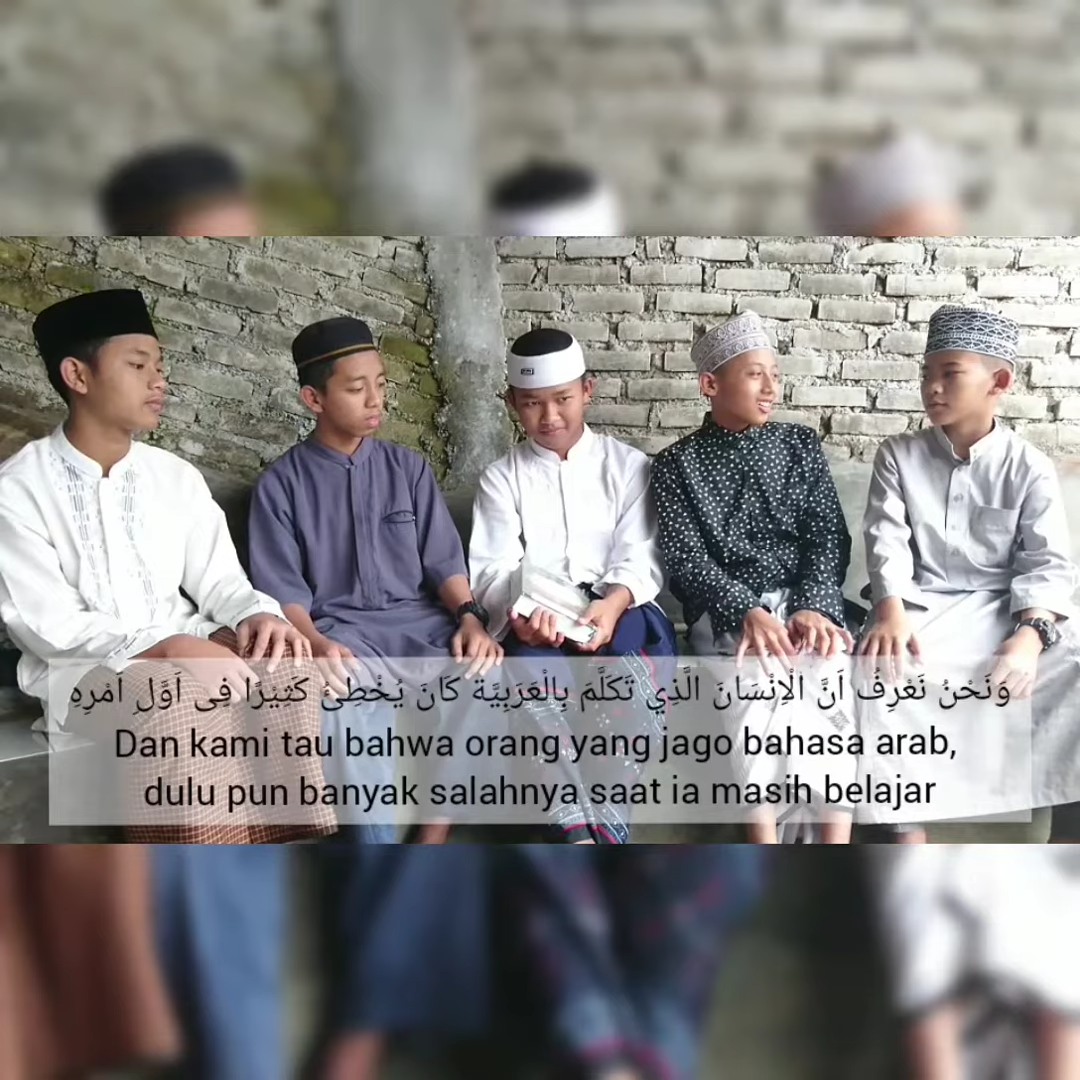 وَنَحْنُ نَعْرِفُ اَنَّ الْاِنْسَانَ الَّذِي تَكَلَّمَ بِالْعَرَبِيَّة كَانَ يُخْطِئُ كَثِيْرًا فِى اَوَّلِ اَمْرِهِ
Dan kami tau bahwa orang yang jago bahasa arab,
dulu pun banyak salahnya saat ia masih belajar